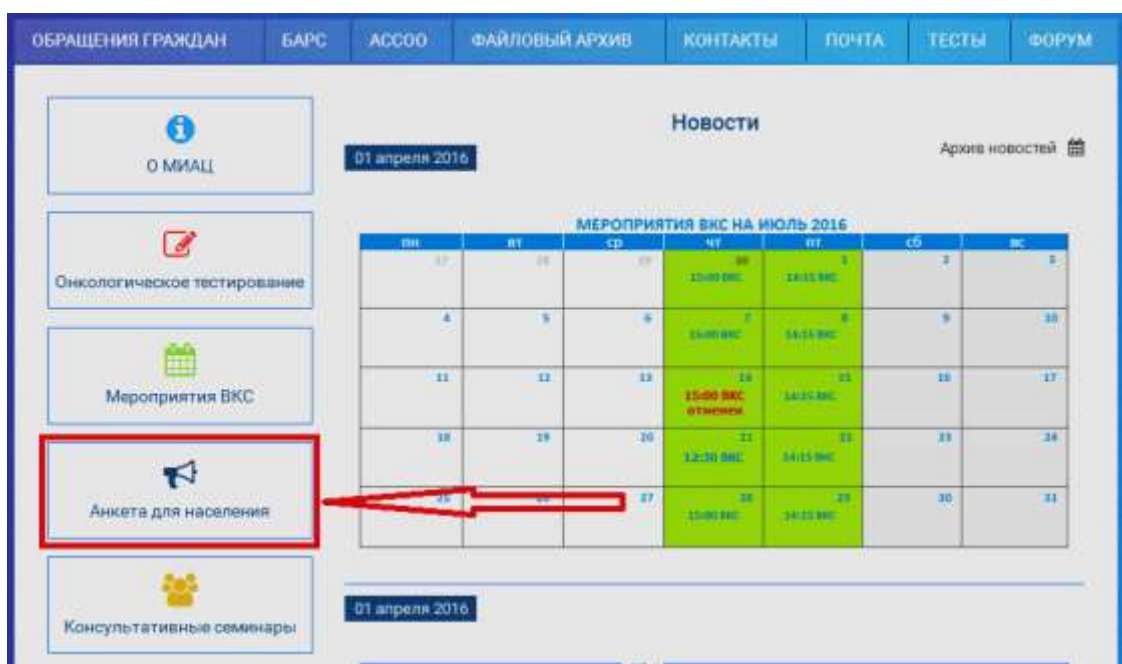 ОБРАЩЕНИЯ ГРАЖДАН БАРС АССОО ФАЙЛОВЫЙ АРХИВ КОНТАКТЫ ПОЧТА ТЕСТЫ ФОРУМ
О МИАЦ
Онкологическое тестирование
Мероприятия ВКС
Анкета для населения
Консультативные семинары
Новости
01 апреля 2016
Архив новостей
МЕРОПРИЯТИЯ ВКС НА ИЮЛЬ 2016
пн вт ср чт пт сб вс
27 28 29 30 1 2 3
15:00 ВКС 14:15 ВКС
4 5 6 7 8 9 10
15:00 ВКС 14:15 ВКС
11 12 13 14 15 16 17
15:00 ВКС 14:15 ВКС
отменен
18 19 20 21 22 23 24
12:30 ВКС 14:15 ВКС
25 27 28 29 30 31
15:00 ВКС 14:15 ВКС
01 апреля 2016